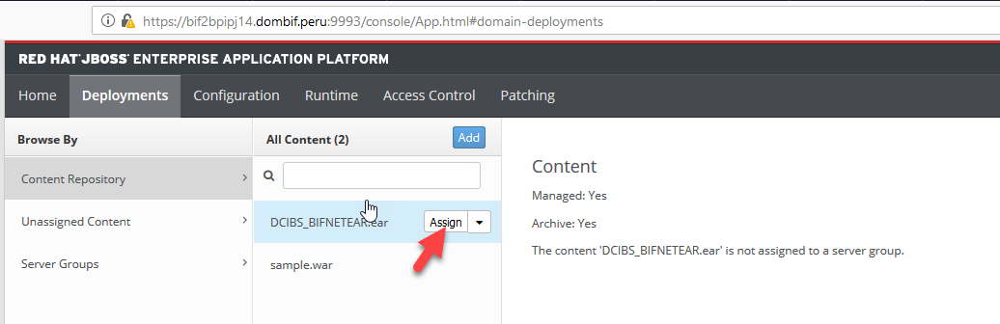 https://bif2bpipj14.dombif.peru:9993/console/App.html#domain-deployments
RED HAT® JBOSS® ENTERPRISE APPLICATION PLATFORM
Home Deployments Configuration Runtime Access Control Patching
Browse By
Content Repository
Unassigned Content
Server Groups
All Content (2) Add
DCIBS_BIFNETEAR.ear Assign
sample.war
Content
Managed: Yes
Archive: Yes
The content 'DCIBS_BIFNETEAR.ear' is not assigned to a server group.